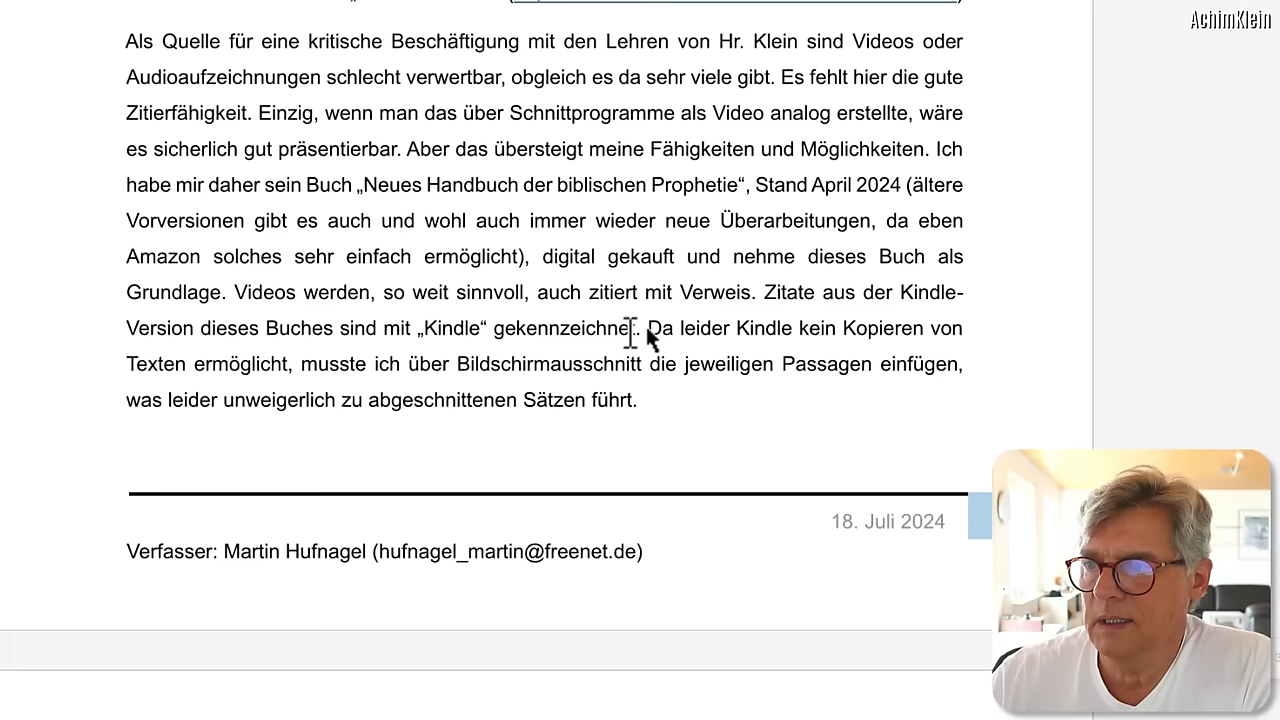 AchimKlein
Als Quelle für eine kritische Beschäftigung mit den Lehren von Hr. Klein sind Videos oder
Audioaufzeichnungen schlecht verwertbar, obgleich es da sehr viele gibt. Es fehlt hier die gute
Zitierfähigkeit. Einzig, wenn man das über Schnittprogramme als Video analog erstellte, wäre
es sicherlich gut präsentierbar. Aber das übersteigt meine Fähigkeiten und Möglichkeiten. Ich
habe mir daher sein Buch „Neues Handbuch der biblischen Prophetie“, Stand April 2024 (ältere
Vorversionen gibt es auch und wohl auch immer wieder neue Überarbeitungen, da eben
Amazon solches sehr einfach ermöglicht), digital gekauft und nehme dieses Buch als
Grundlage. Videos werden, so weit sinnvoll, auch zitiert mit Verweis. Zitate aus der Kindle-
Version dieses Buches sind mit „Kindle“ gekennzeichnet. Da leider Kindle kein Kopieren von
Texten ermöglicht, musste ich über Bildschirmausschnitt die jeweiligen Passagen einfügen,
was leider unweigerlich zu abgeschnittenen Sätzen führt.
18. Juli 2024
Verfasser: Martin Hufnagel (hufnagel_martin@freenet.de)